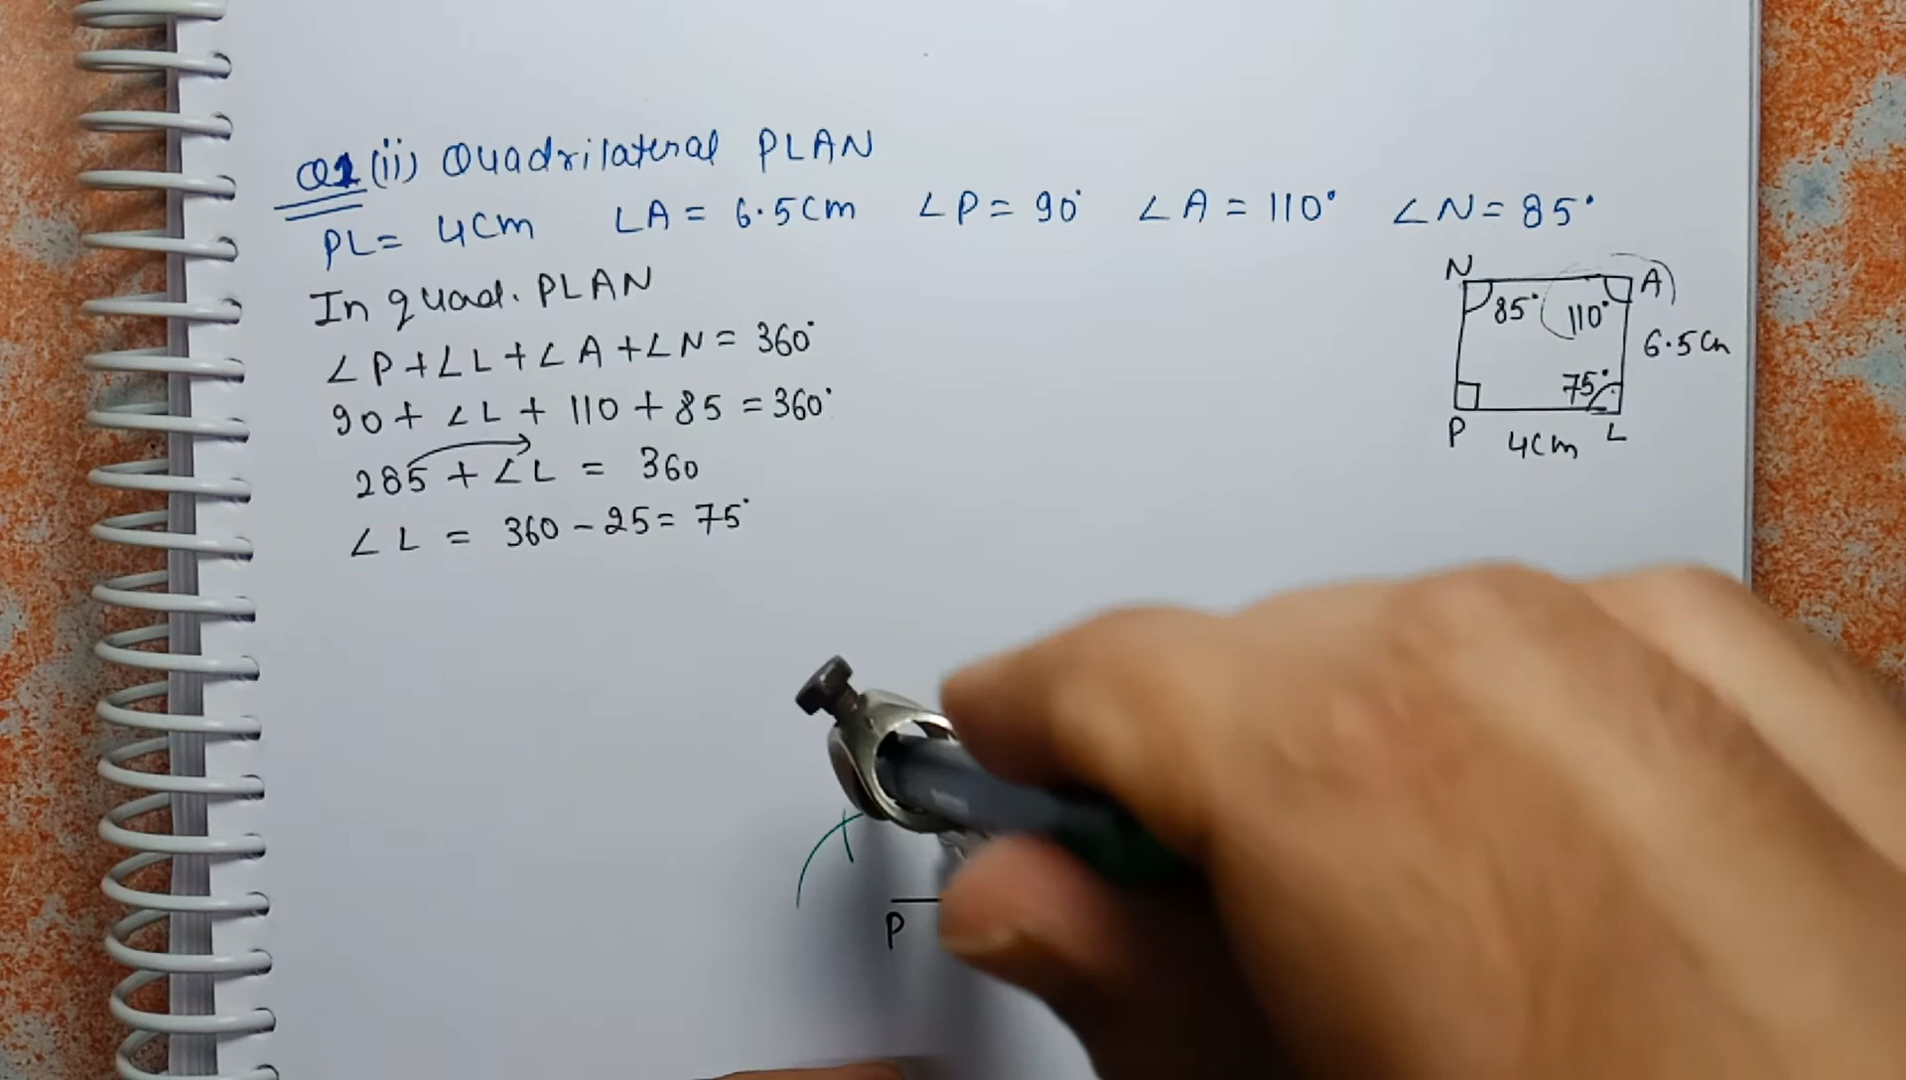 Q1 (ii) Quadrilateral PLAN
PL = 4cm LA = 6.5cm ∠P = 90° ∠A = 110° ∠N = 85°
In quad. PLAN
∠P + ∠L + ∠A + ∠N = 360°
90 + ∠L + 110 + 85 = 360°
285 + ∠L = 360
∠L = 360 - 25 = 75°
N A
85° 110°
6.5cm
75°
P 4cm L
P